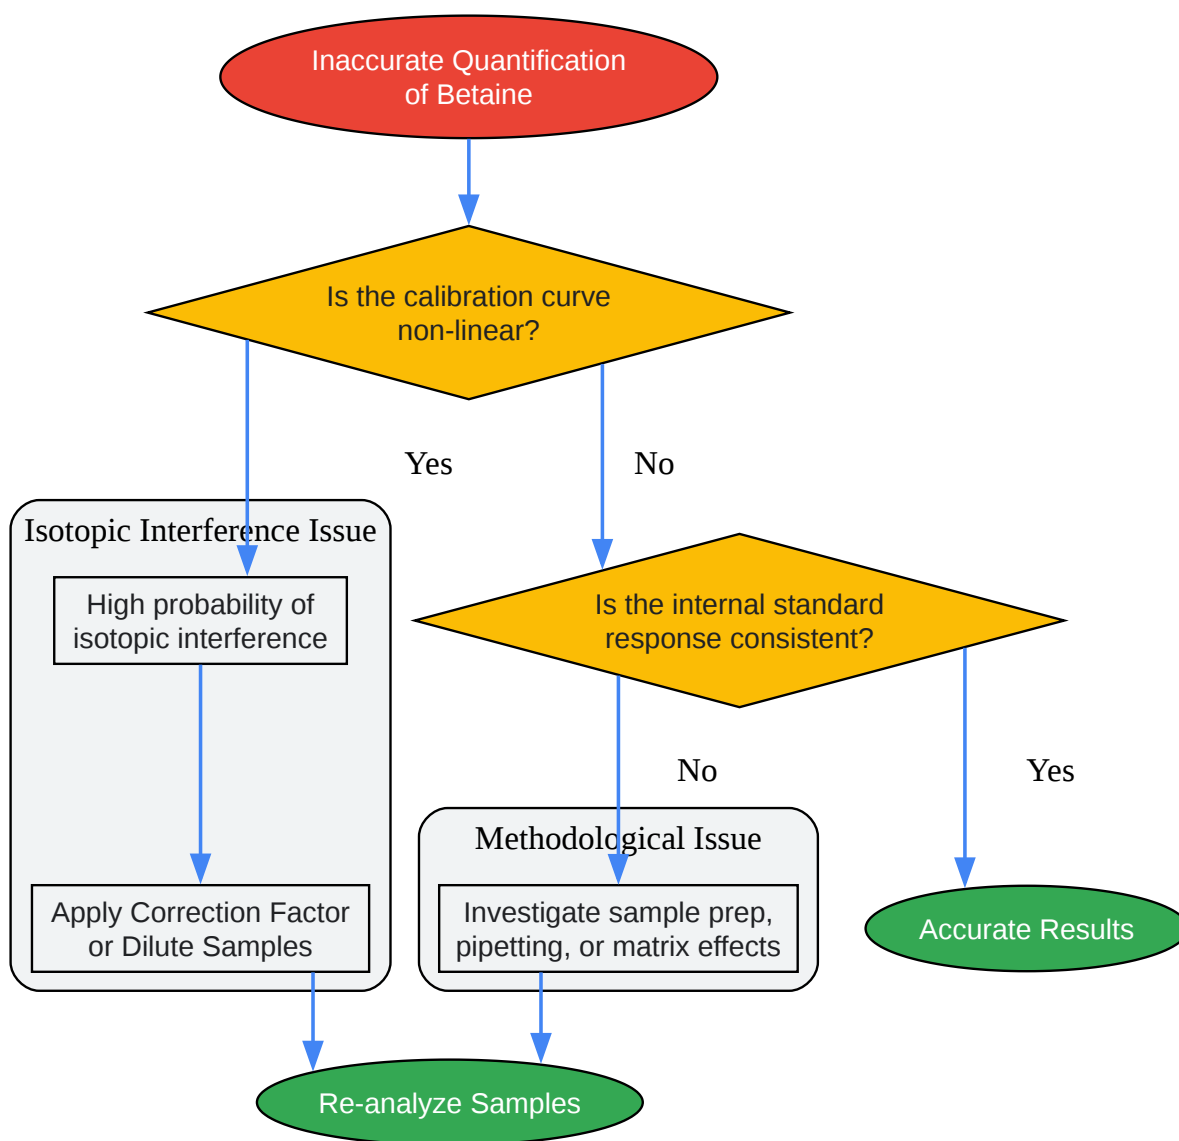 Inaccurate Quantification
of Betaine
Is the calibration curve
non-linear?
Yes
No
Isotopic Interference Issue
High probability of
isotopic interference
Is the internal standard
response consistent?
No
Yes
Methodological Issue
Apply Correction Factor
or Dilute Samples
Investigate sample prep,
pipetting, or matrix effects
Accurate Results
Re-analyze Samples